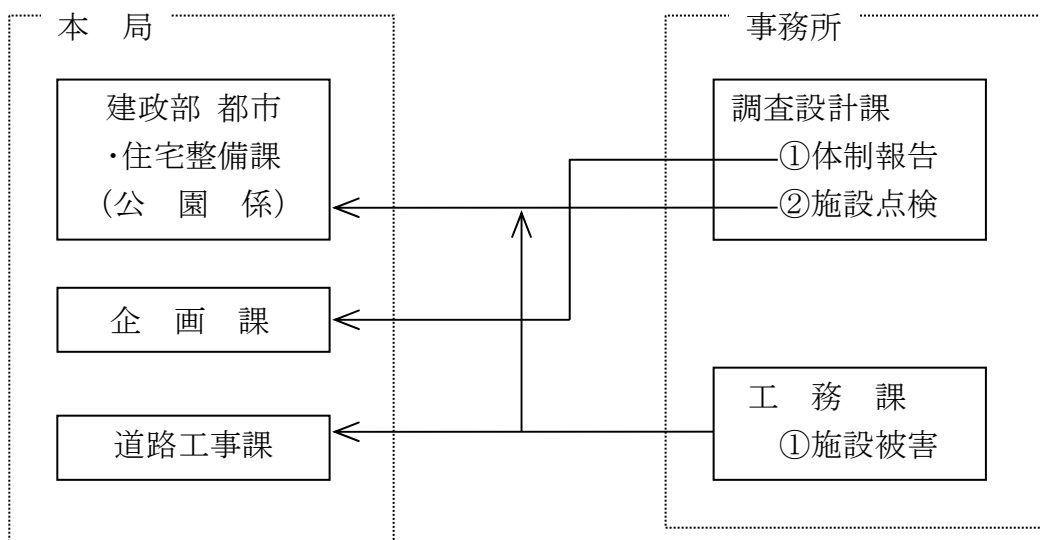 本　局
建政部 都市
・住宅整備課
（公　園　係）
企　画　課
道路工事課
事務所
調査設計課
①体制報告
②施設点検
工　務　課
①施設被害